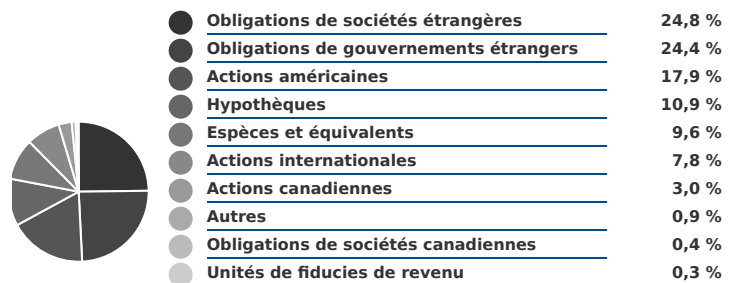 Obligations de sociétés étrangères 24,8 %
Obligations de gouvernements étrangers 24,4 %
Actions américaines 17,9 %
Hypothèques 10,9 %
Espèces et équivalents 9,6 %
Actions internationales 7,8 %
Actions canadiennes 3,0 %
Autres 0,9 %
Obligations de sociétés canadiennes 0,4 %
Unités de fiducies de revenu 0,3 %